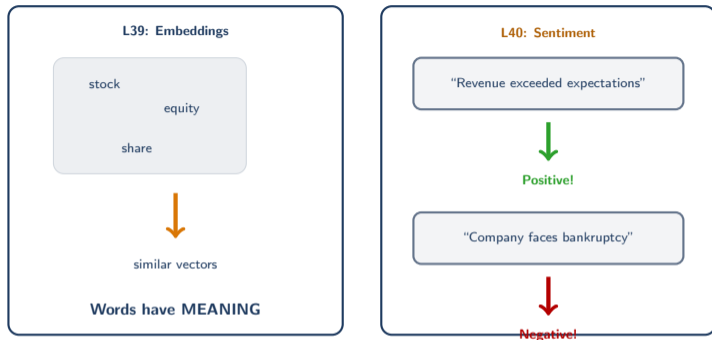 L39: Embeddings
stock
equity
share
similar vectors
Words have MEANING
L40: Sentiment
“Revenue exceeded expectations”
Positive!
“Company faces bankruptcy”
Negative!